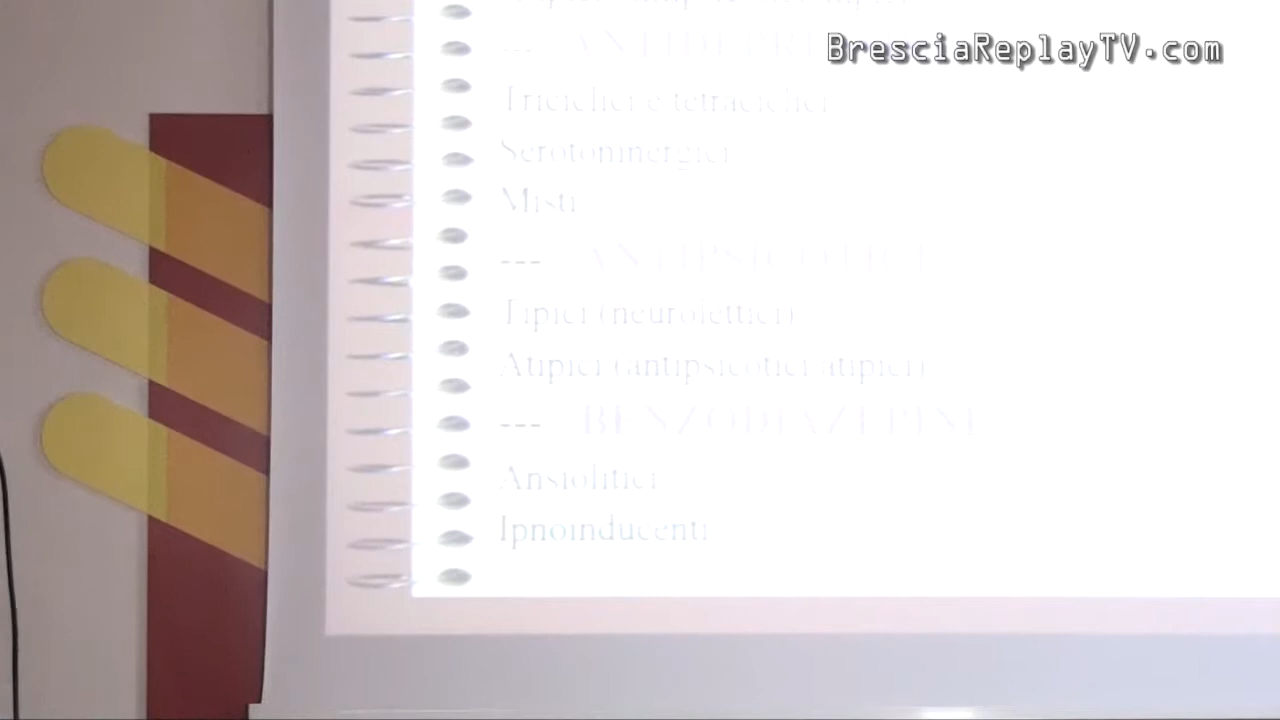 BresciaReplayTV.com
Triciclici e tetraciclici
Serotoninergici
Misti
--- ANTIPSICOTICI
Tipici (neurolettici)
Atipici (antipsicotici atipici)
--- BENZODIAZEPINE
Ansiolitici
Ipnoinducenti